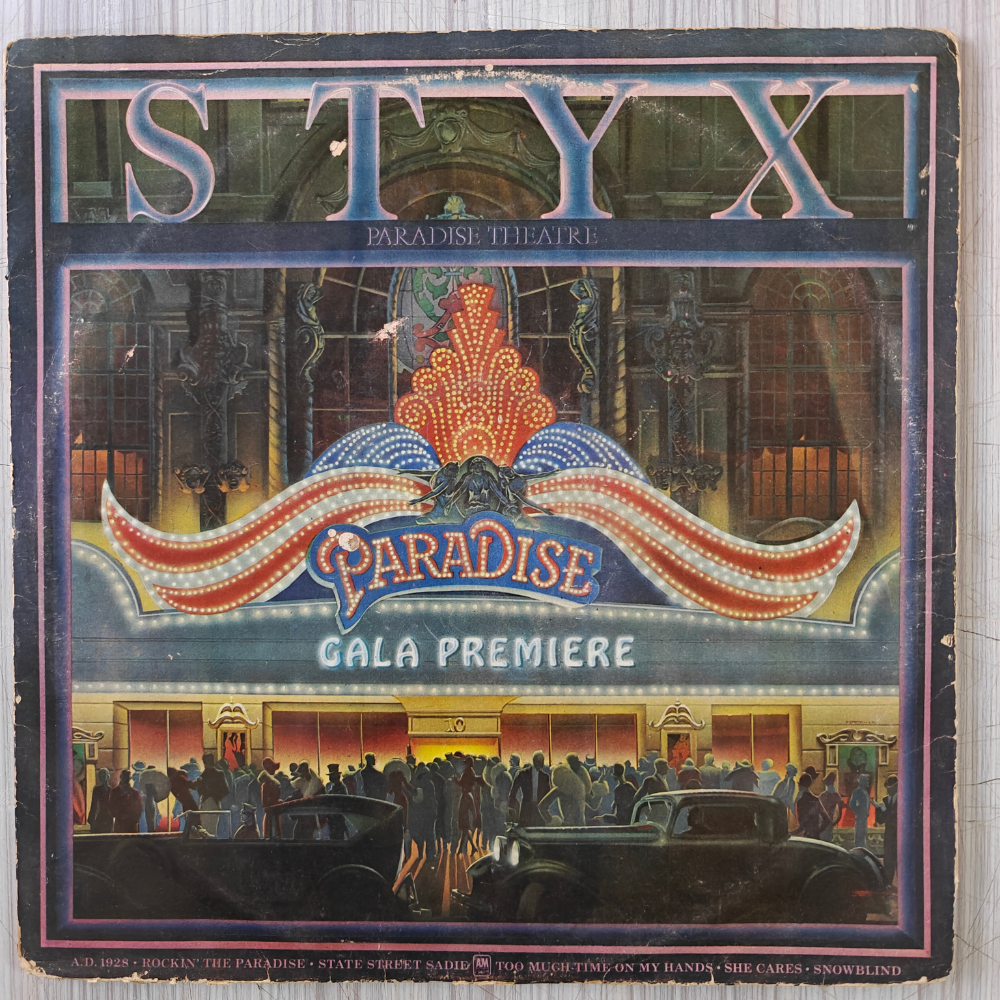 STYX
PARADISE THEATRE
PARADISE
GALA PREMIERE
10
A.D. 1928 • ROCKIN' THE PARADISE • STATE STREET SADIE A&M TOO MUCH TIME ON MY HANDS • SHE CARES • SNOWBLIND